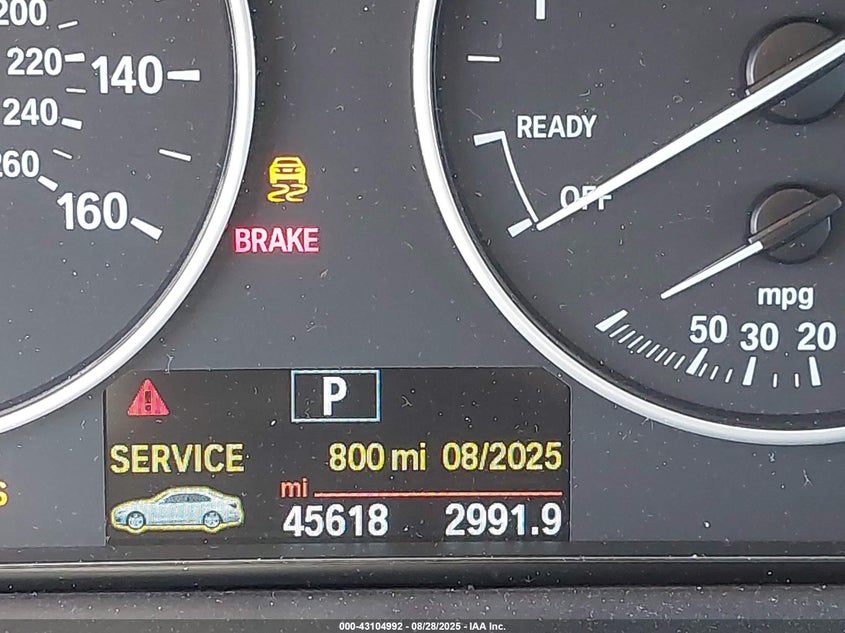 200
220
140
240
260
160
BRAKE
READY
OFF
mpg
50 30 20
P
SERVICE 800 mi 08/2025
mi
45618 2991.9
S
000-43104992 - 08/28/2025 - IAA Inc.